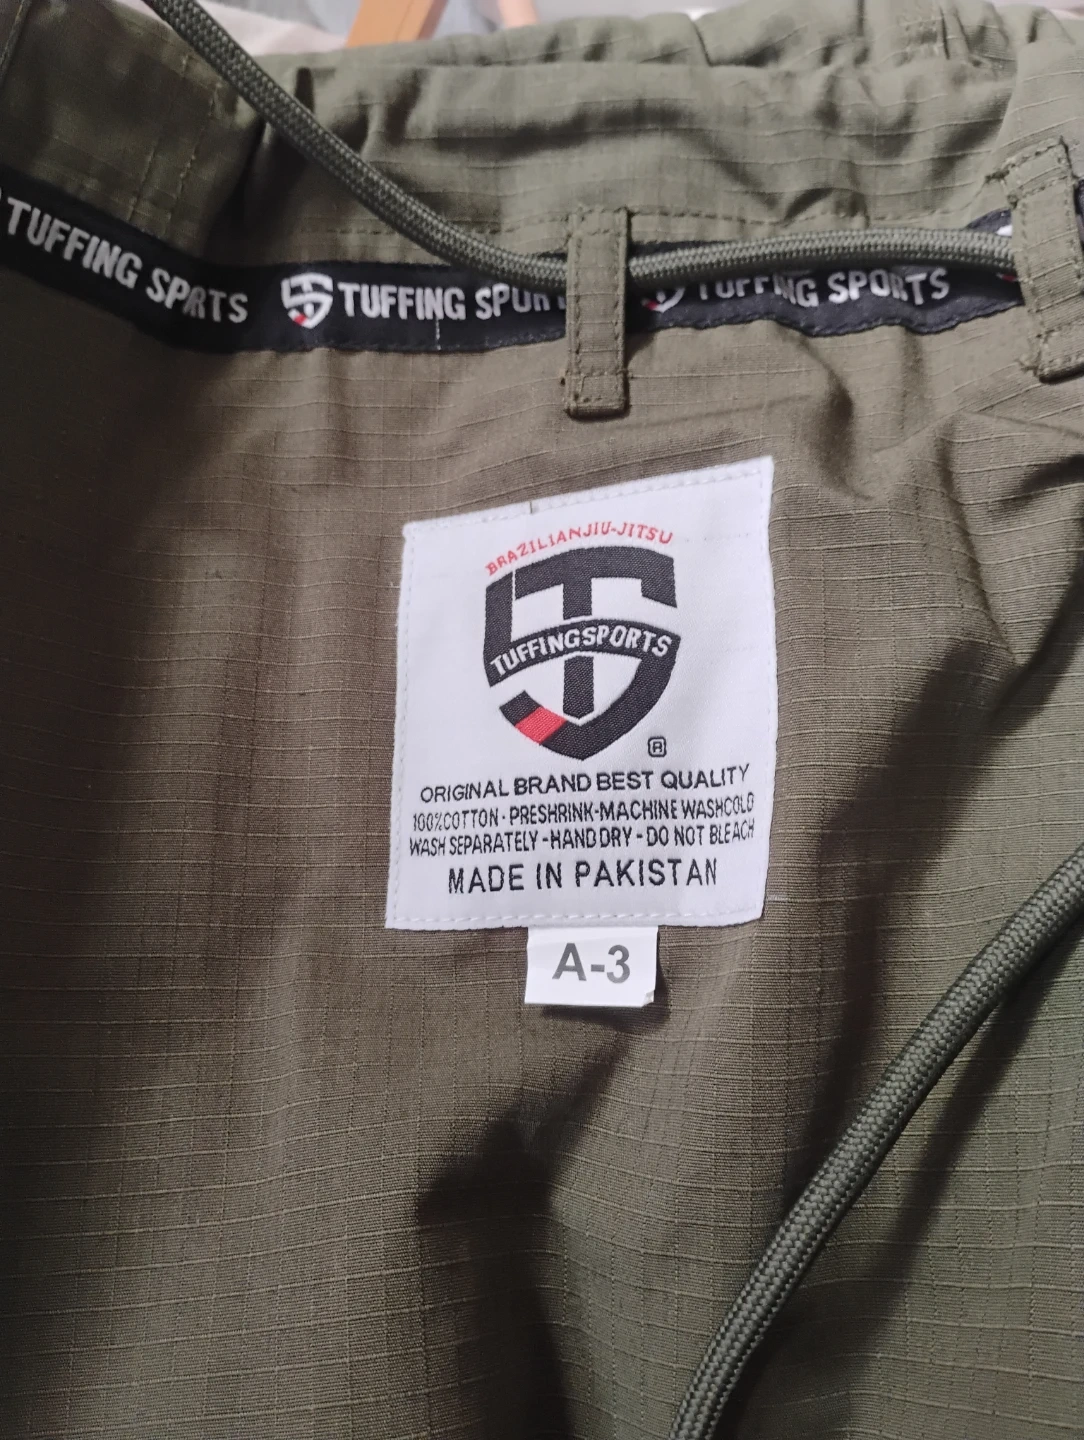 TUFFING SPORTS
TUFFING SPORT
TUFFING SPORTS
BRAZILIANJIU-JITSU
TUFFINGSPORTS
R
ORIGINAL BRAND BEST QUALITY
100%COTTON - PRESHRINK-MACHINE WASHCOLD
WASH SEPARATELY - HAND DRY - DO NOT BLEACH
MADE IN PAKISTAN
A-3